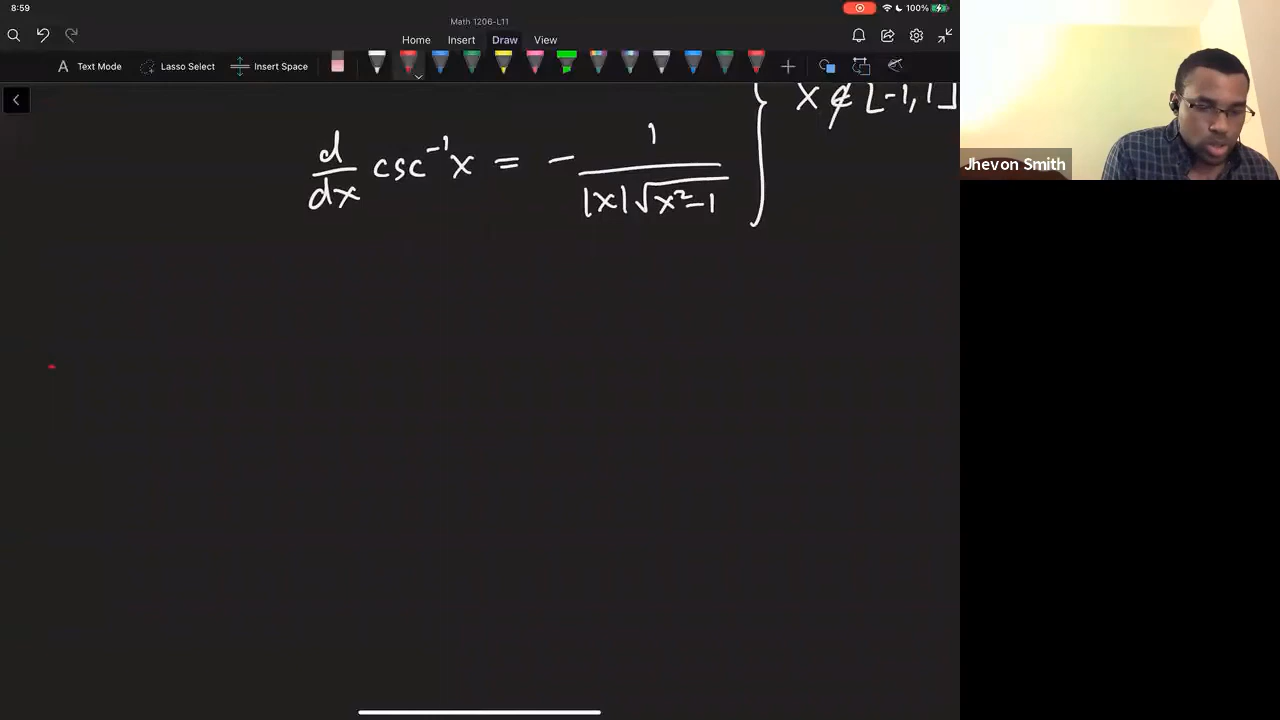 8:59
100%
Math 1206-L11
Home Insert Draw View
A Text Mode Lasso Select Insert Space
x ∉ [-1, 1]
d/dx csc⁻¹x = - 1/(|x|√(x²-1))
Jhevon Smith